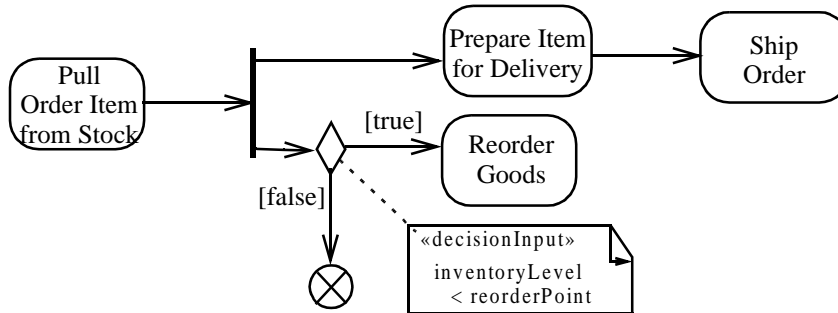 Pull
Order Item
from Stock
Prepare Item
for Delivery
Ship
Order
[true]
Reorder
Goods
[false]
«decisionInput»
inventoryLevel
< reorderPoint